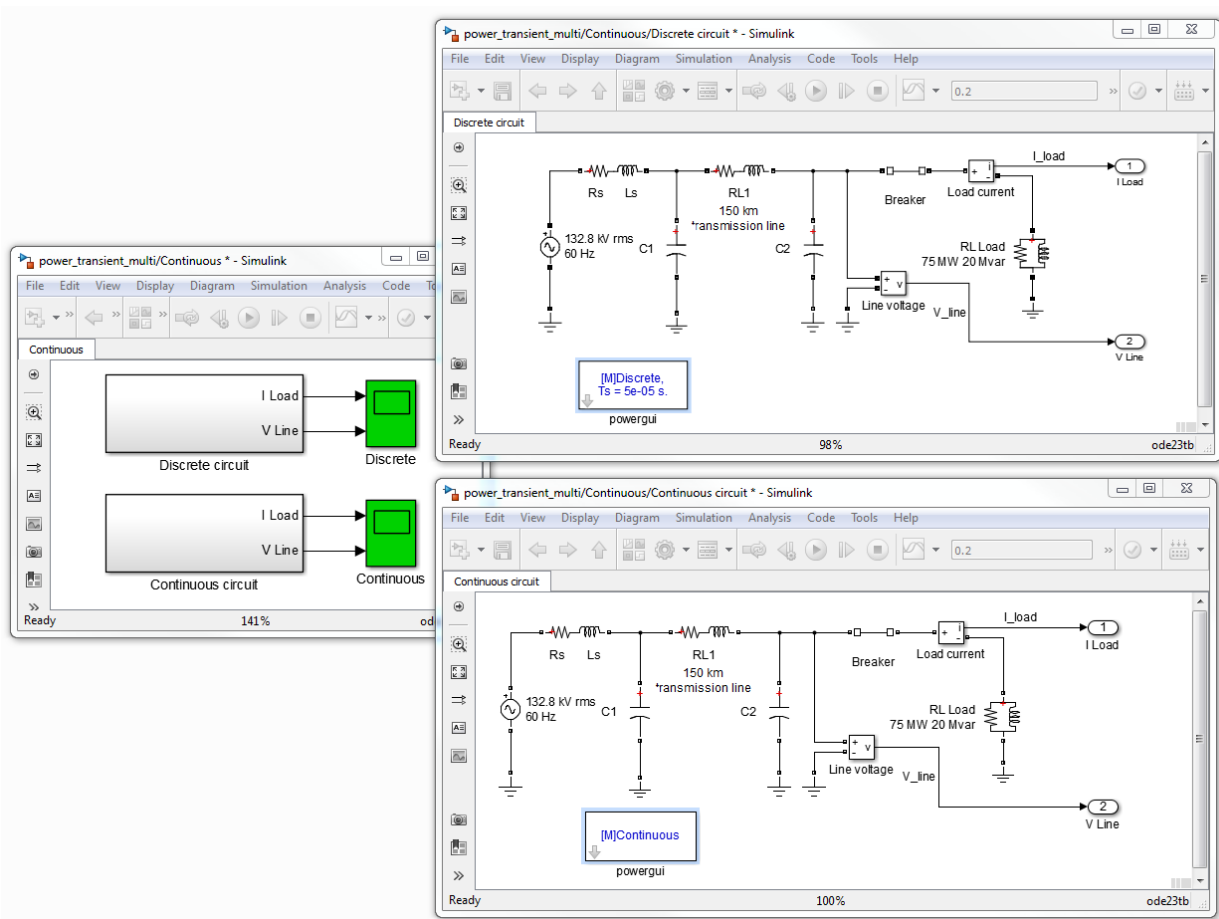 power_transient_multi/Continuous/Discrete circuit * - Simulink
File Edit View Display Diagram Simulation Analysis Code Tools Help
0.2
Discrete circuit
I_load
1
I Load
Rs Ls
RL1
150 km
*ransmission line
Breaker
Load current
132.8 kV rms
60 Hz
C1
C2
RL Load
75 MW 20 Mvar
Line voltage
V_line
2
V Line
[M]Discrete,
Ts = 5e-05 s.
powergui
Ready 98% ode23tb
power_transient_multi/Continuous * - Simulink
File Edit View Display Diagram Simulation Analysis Code To
Continuous
I Load
V Line
Discrete circuit
Discrete
I Load
V Line
Continuous circuit
Continuous
Ready 141% od
power_transient_multi/Continuous/Continuous circuit * - Simulink
File Edit View Display Diagram Simulation Analysis Code Tools Help
0.2
Continuous circuit
I_load
1
I Load
Rs Ls
RL1
150 km
*ransmission line
Breaker
Load current
132.8 kV rms
60 Hz
C1
C2
RL Load
75 MW 20 Mvar
Line voltage
V_line
2
V Line
[M]Continuous
powergui
Ready 100% ode23tb